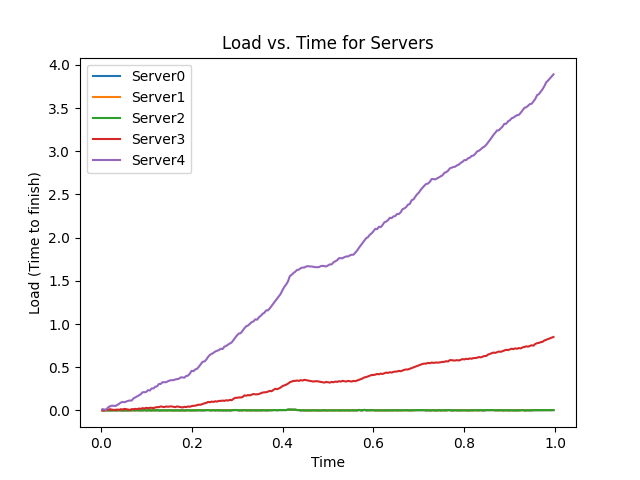 Load vs. Time for Servers
Server0
Server1
Server2
Server3
Server4
Load (Time to finish)
4.0
3.5
3.0
2.5
2.0
1.5
1.0
0.5
0.0
0.0 0.2 0.4 0.6 0.8 1.0
Time